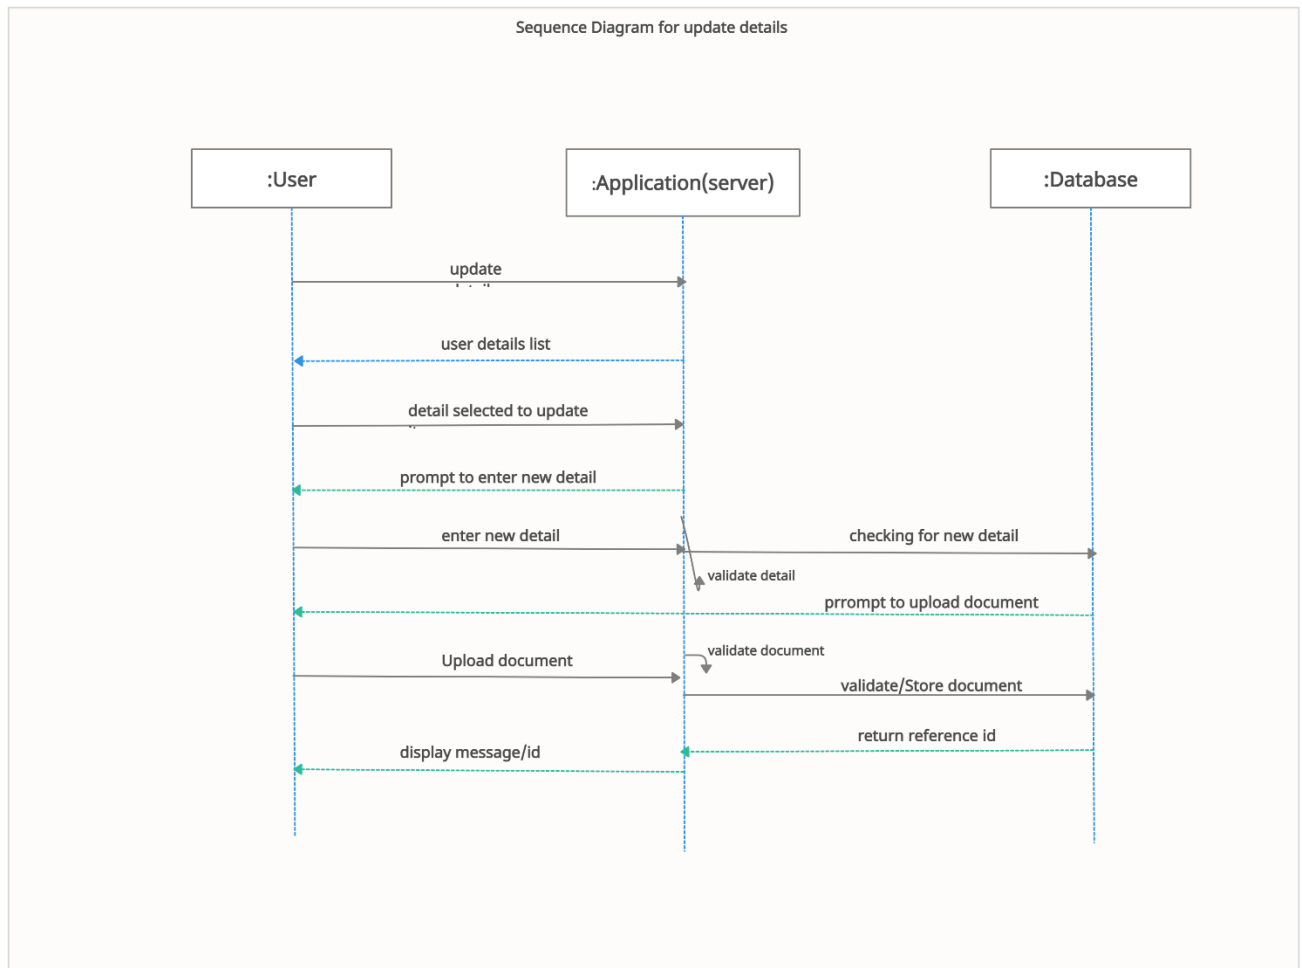 Sequence Diagram for update details
:User
:Application(server)
:Database
update
user details list
detail selected to update
prompt to enter new detail
enter new detail
checking for new detail
validate detail
prrompt to upload document
validate document
Upload document
validate/Store document
return reference id
display message/id